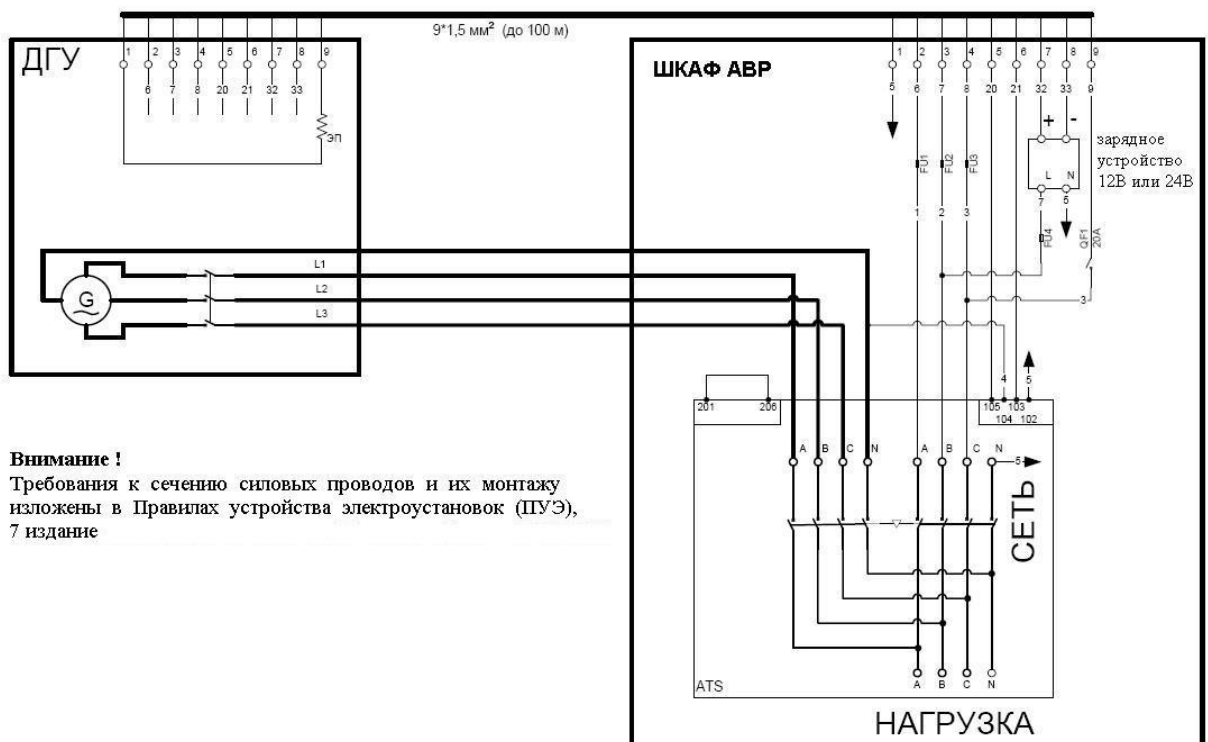 9*1,5 мм² (до 100 м)
ДГУ
1 2 3 4 5 6 7 8 9
6 7 8 20 21 32 33
ЭП
ШКАФ АВР
1 2 3 4 5 6 7 8 9
5 6 7 8 20 21 32 33 9
+ -
зарядное
устройство
12В или 24В
L N
7 5
FU1 FU2 FU3
FU4
QF1
20А
1 2 3
3
L1
L2
L3
G
4 5
201 206
105 103
104 102
A B C N A B C N
5
СЕТЬ
A B C N
ATS
НАГРУЗКА
Внимание !
Требования к сечению силовых проводов и их монтажу
изложены в Правилах устройства электроустановок (ПУЭ),
7 издание